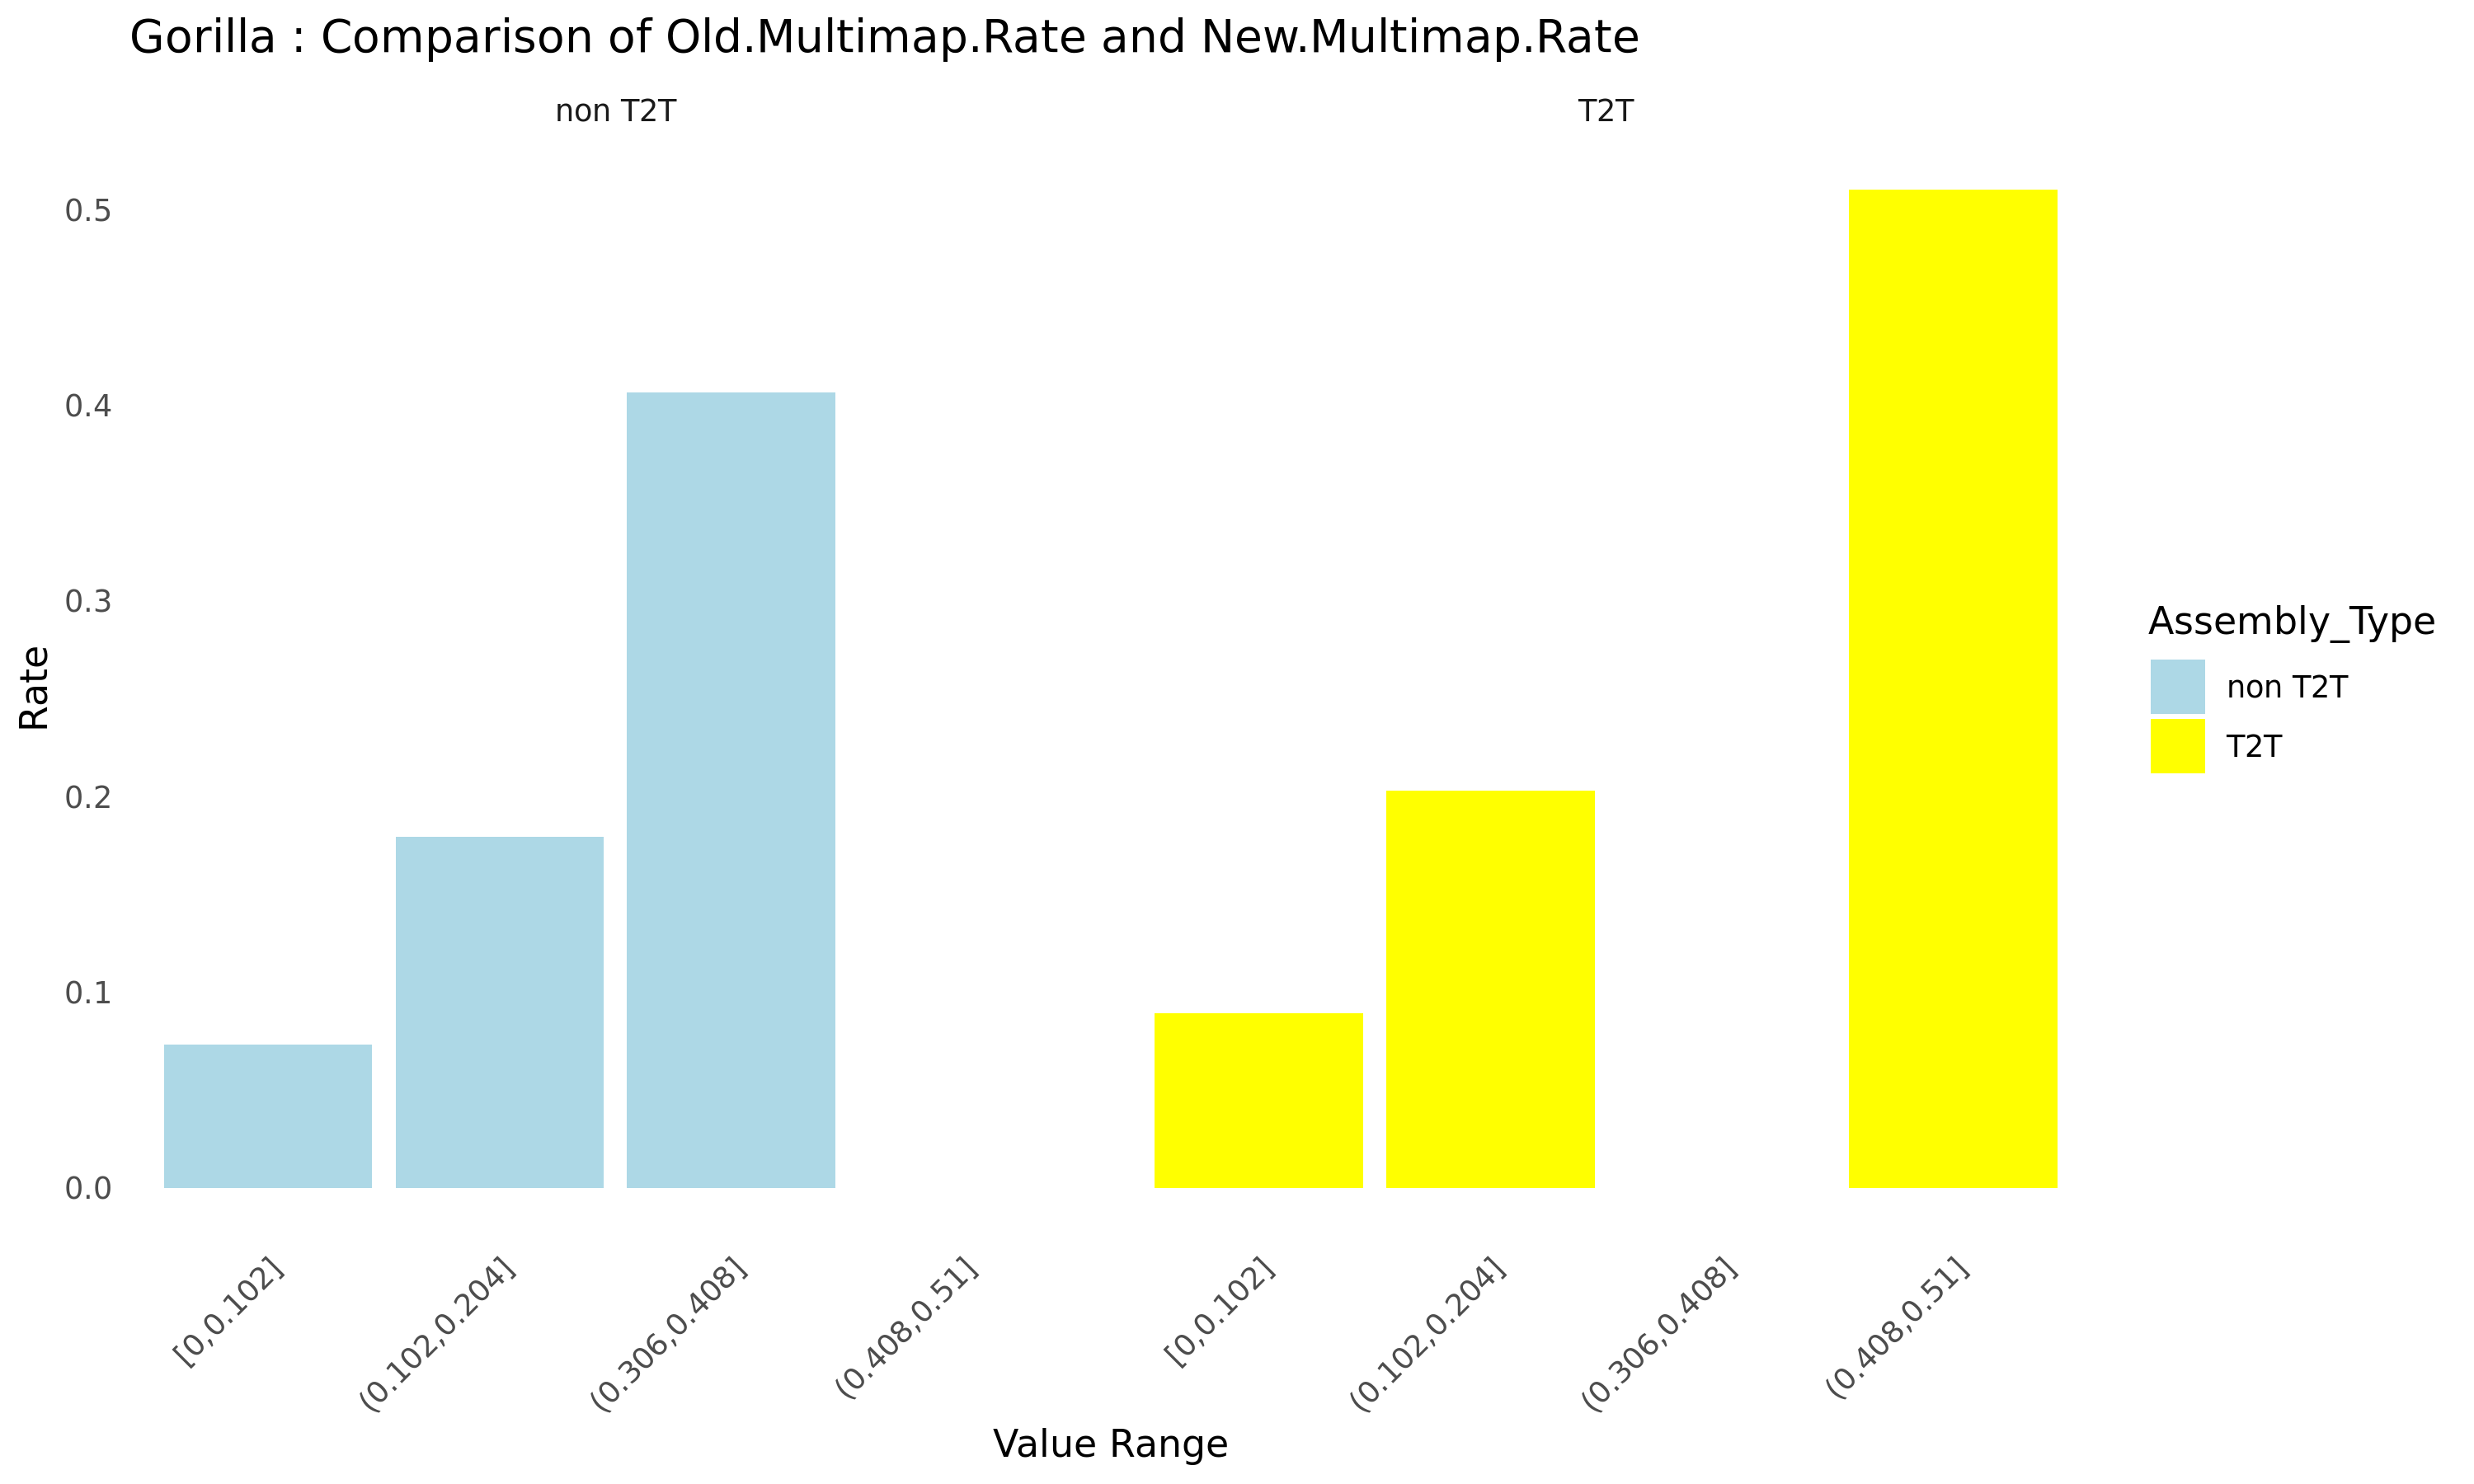 Gorilla : Comparison of Old.Multimap.Rate and New.Multimap.Rate
non T2T
T2T
0.5
0.4
0.3
0.2
0.1
0.0
Rate
[0,0.102]
(0.102,0.204]
(0.306,0.408]
(0.408,0.51]
[0,0.102]
(0.102,0.204]
(0.306,0.408]
(0.408,0.51]
Value Range
Assembly_Type
non T2T
T2T